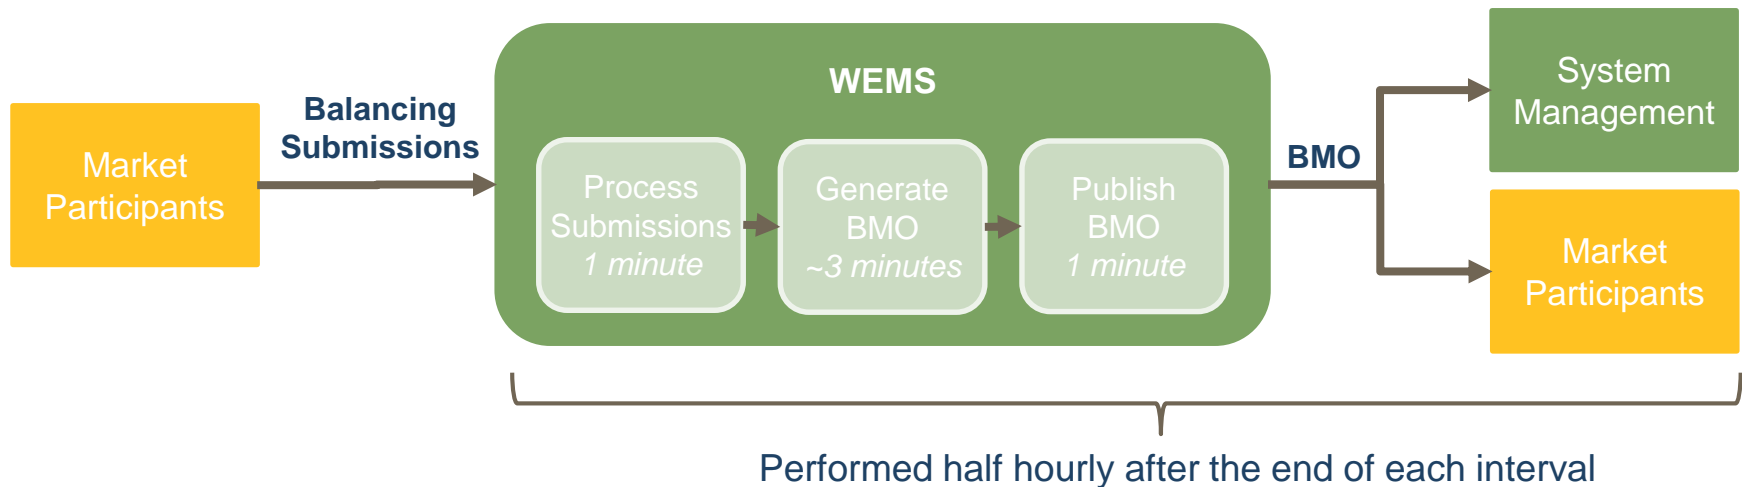 Market
Participants
Balancing
Submissions
WEMS
Process
Submissions
1 minute
Generate
BMO
~3 minutes
Publish
BMO
1 minute
BMO
System
Management
Market
Participants
Performed half hourly after the end of each interval